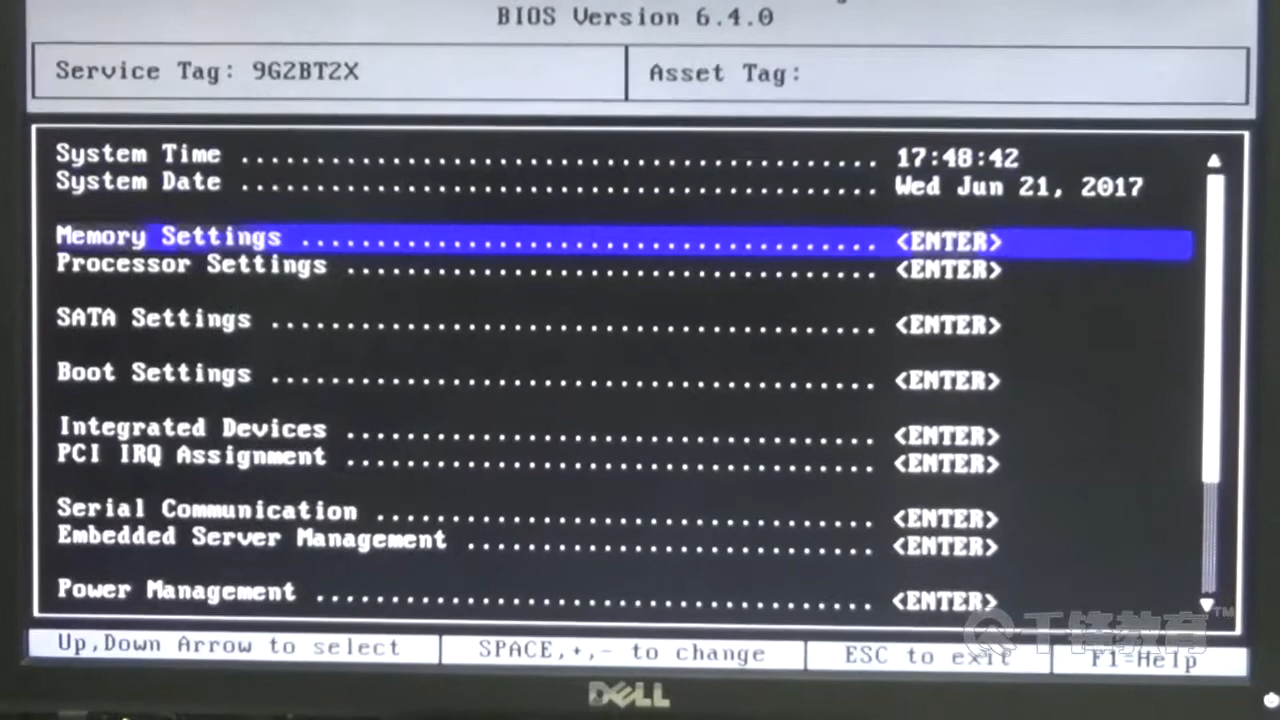 BIOS Version 6.4.0
Service Tag: 9G2BT2X
Asset Tag:
System Time ........................................... 17:48:42
System Date ........................................... Wed Jun 21, 2017
Memory Settings ....................................... <ENTER>
Processor Settings .................................... <ENTER>
SATA Settings ......................................... <ENTER>
Boot Settings ......................................... <ENTER>
Integrated Devices .................................... <ENTER>
PCI IRQ Assignment .................................... <ENTER>
Serial Communication .................................. <ENTER>
Embedded Server Management ............................ <ENTER>
Power Management ...................................... <ENTER>
千锋教育 TM
Up,Down Arrow to select
SPACE,+,- to change
ESC to exit
F1=Help
DELL